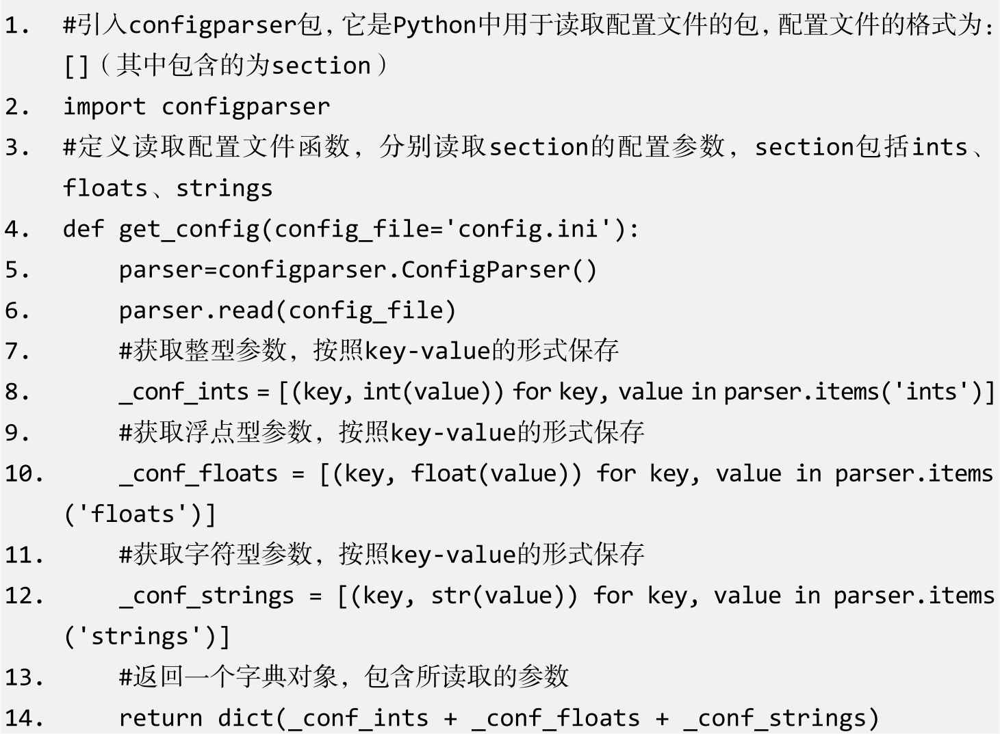 1. #引入configparser包，它是Python中用于读取配置文件的包，配置文件的格式为：
[]（其中包含的为section）
2. import configparser
3. #定义读取配置文件函数，分别读取section的配置参数，section包括ints、
floats、strings
4. def get_config(config_file='config.ini'):
5. parser=configparser.ConfigParser()
6. parser.read(config_file)
7. #获取整型参数，按照key-value的形式保存
8. _conf_ints = [(key, int(value)) for key, value in parser.items('ints')]
9. #获取浮点型参数，按照key-value的形式保存
10. _conf_floats = [(key, float(value)) for key, value in parser.items
('floats')]
11. #获取字符型参数，按照key-value的形式保存
12. _conf_strings = [(key, str(value)) for key, value in parser.items
('strings')]
13. #返回一个字典对象，包含所读取的参数
14. return dict(_conf_ints + _conf_floats + _conf_strings)